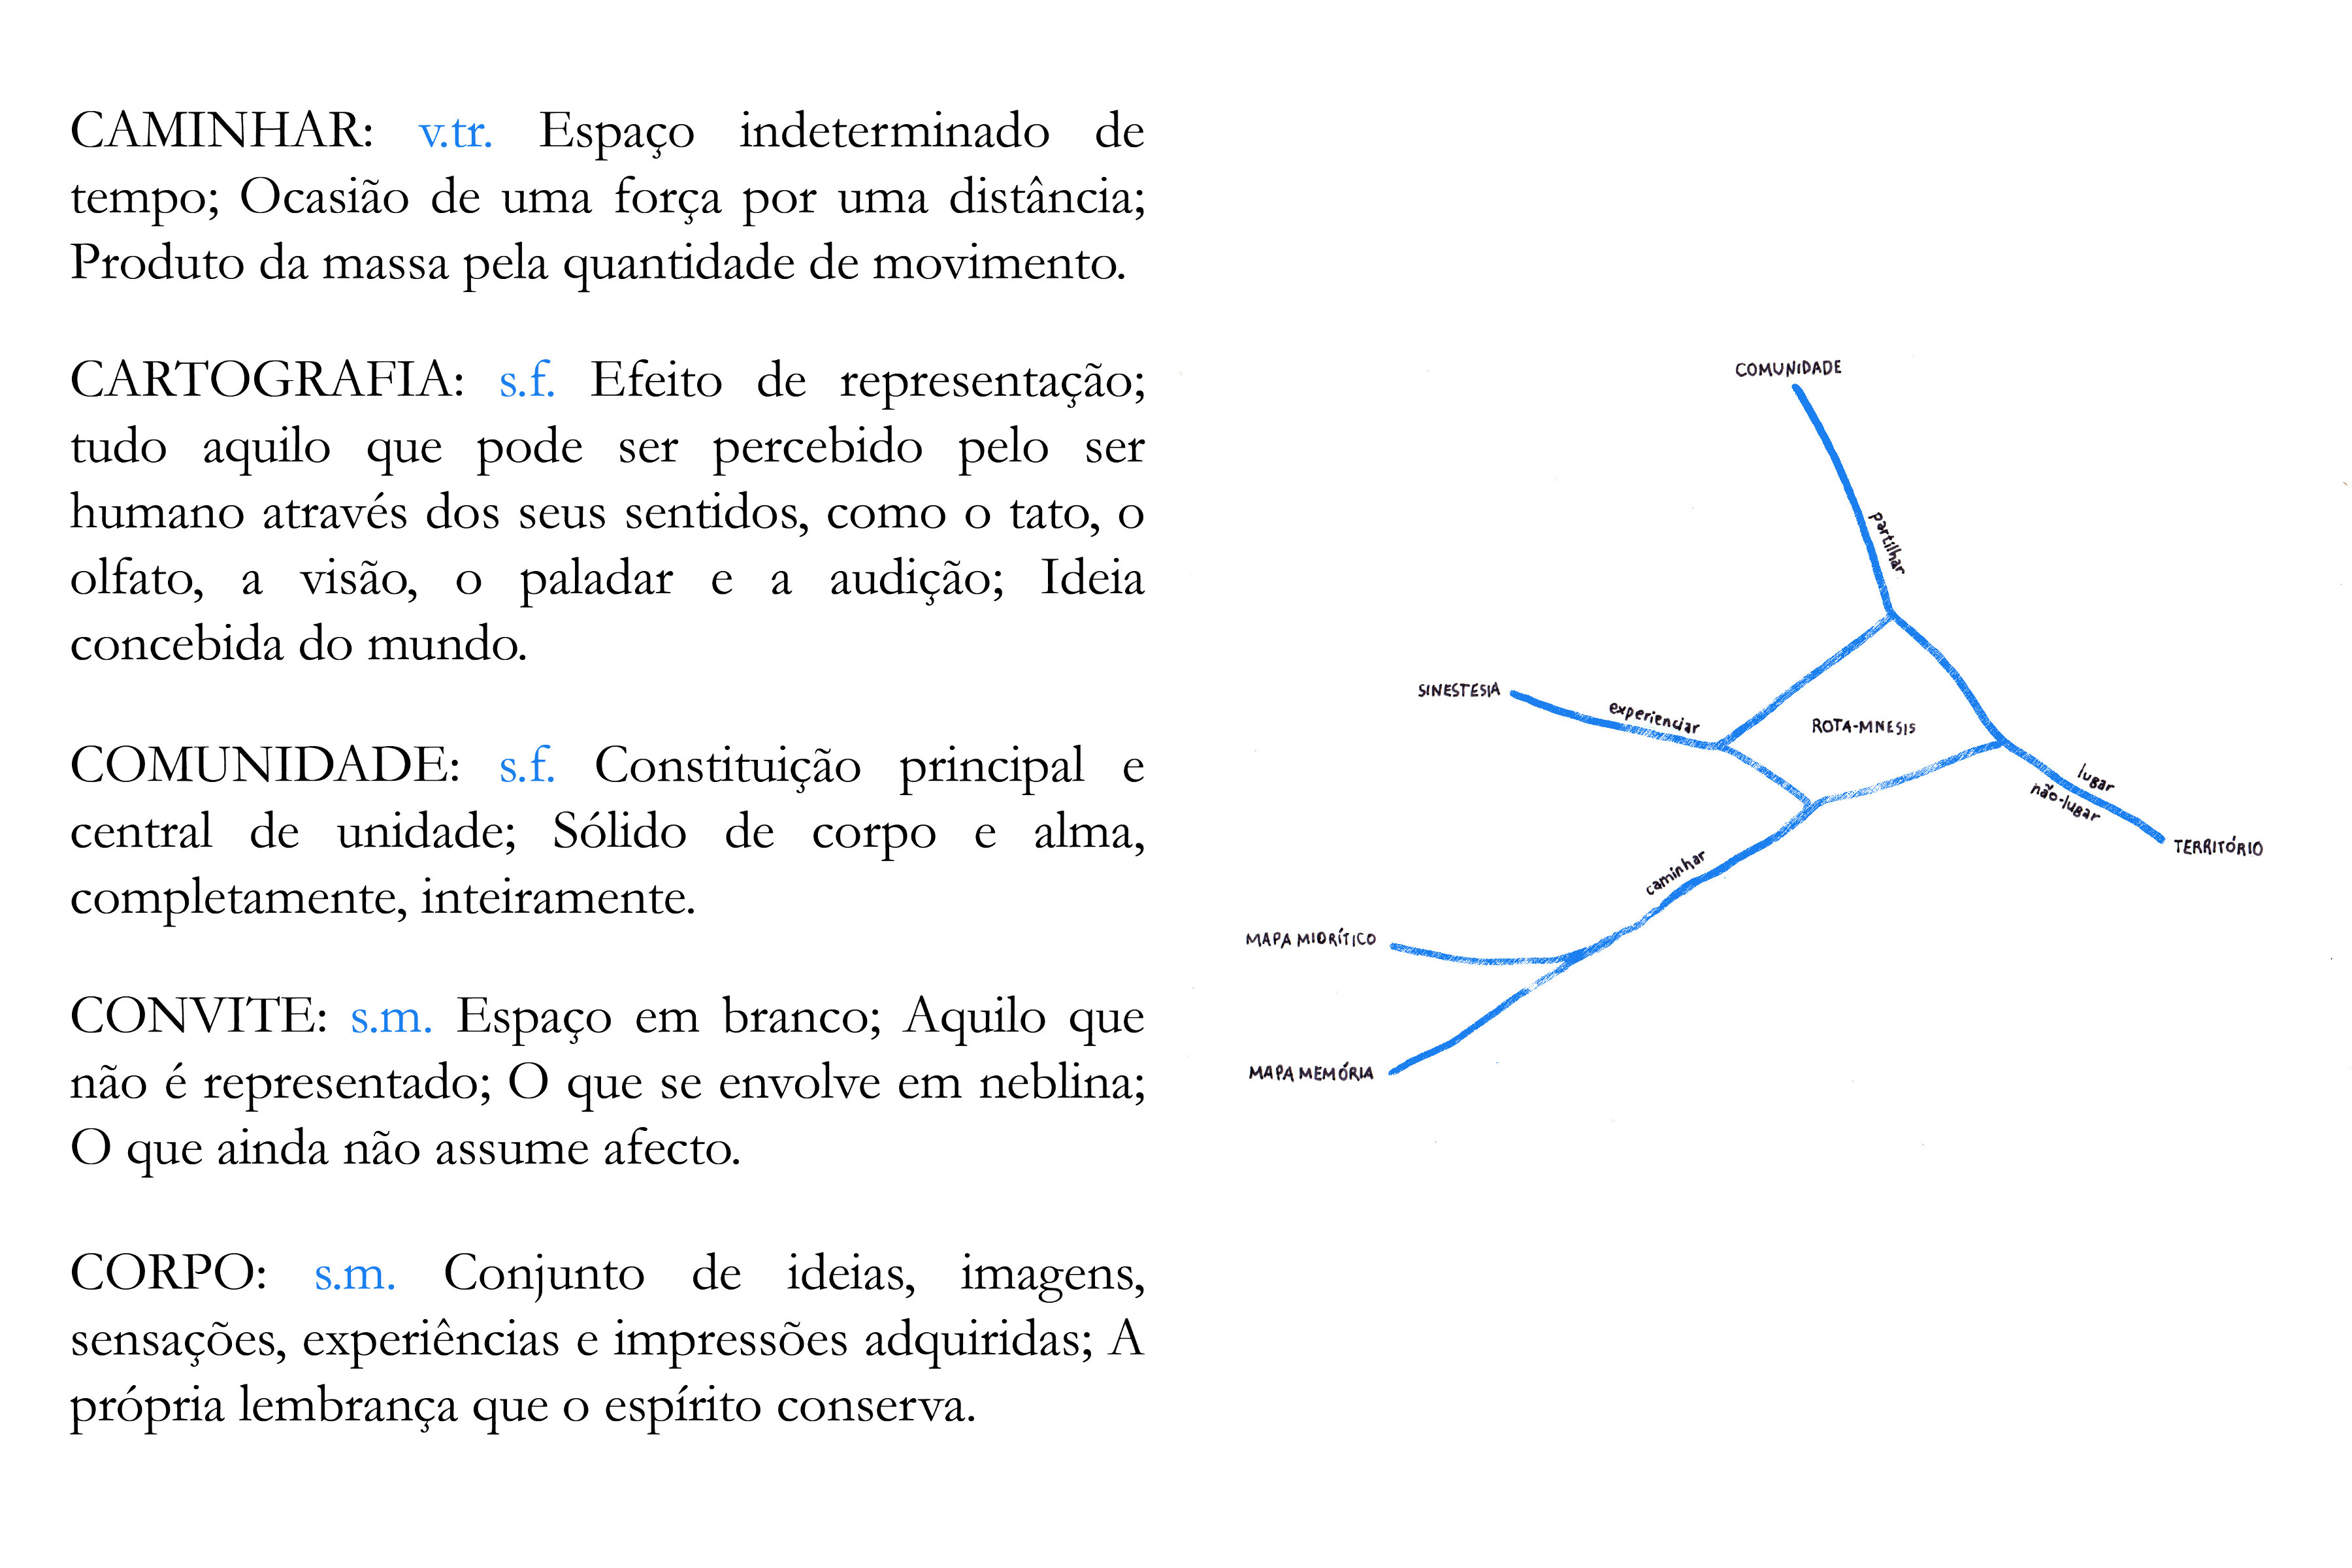 CAMINHAR: v.tr. Espaço indeterminado de
tempo; Ocasião de uma força por uma distância;
Produto da massa pela quantidade de movimento.
CARTOGRAFIA: s.f. Efeito de representação;
tudo aquilo que pode ser percebido pelo ser
humano através dos seus sentidos, como o tato, o
olfato, a visão, o paladar e a audição; Ideia
concebida do mundo.
COMUNIDADE: s.f. Constituição principal e
central de unidade; Sólido de corpo e alma,
completamente, inteiramente.
CONVITE: s.m. Espaço em branco; Aquilo que
não é representado; O que se envolve em neblina;
O que ainda não assume afecto.
CORPO: s.m. Conjunto de ideias, imagens,
sensações, experiências e impressões adquiridas; A
própria lembrança que o espírito conserva.
COMUNIDADE
partilhar
SINESTESIA
experienciar
ROTA-MNESIS
lugar
não-lugar
TERRITÓRIO
caminhar
MAPA MIORÍTICO
MAPA MEMÓRIA